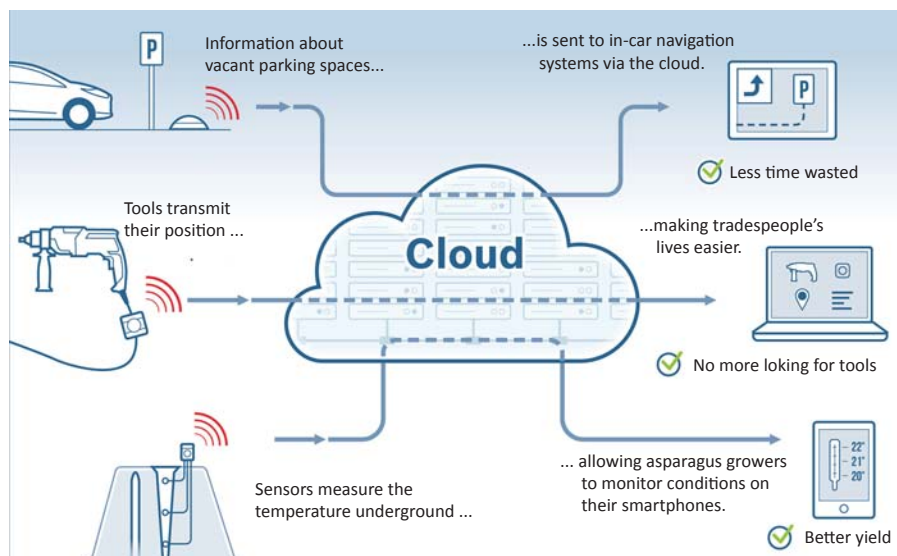 P
Information about
vacant parking spaces...
...is sent to in-car navigation
systems via the cloud.
P
Less time wasted
Tools transmit
their position ...
Cloud
...making tradespeople's
lives easier.
No more loking for tools
Sensors measure the
temperature underground ...
... allowing asparagus growers
to monitor conditions on
their smartphones.
22°
21°
20°
Better yield